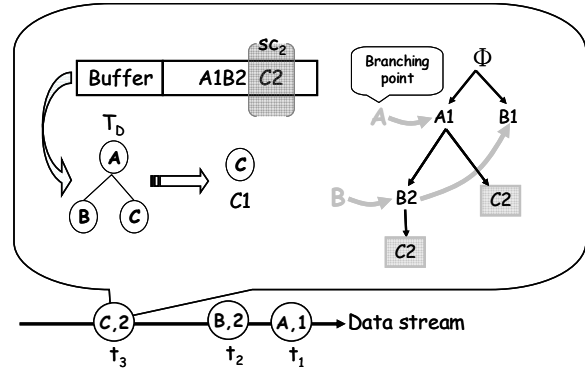 sc2
Buffer A1B2 C2
Branching
point
Φ
A A1 B1
TD
A
C
C1
B C
B B2 C2
C2
C,2 B,2 A,1 Data stream
t3 t2 t1